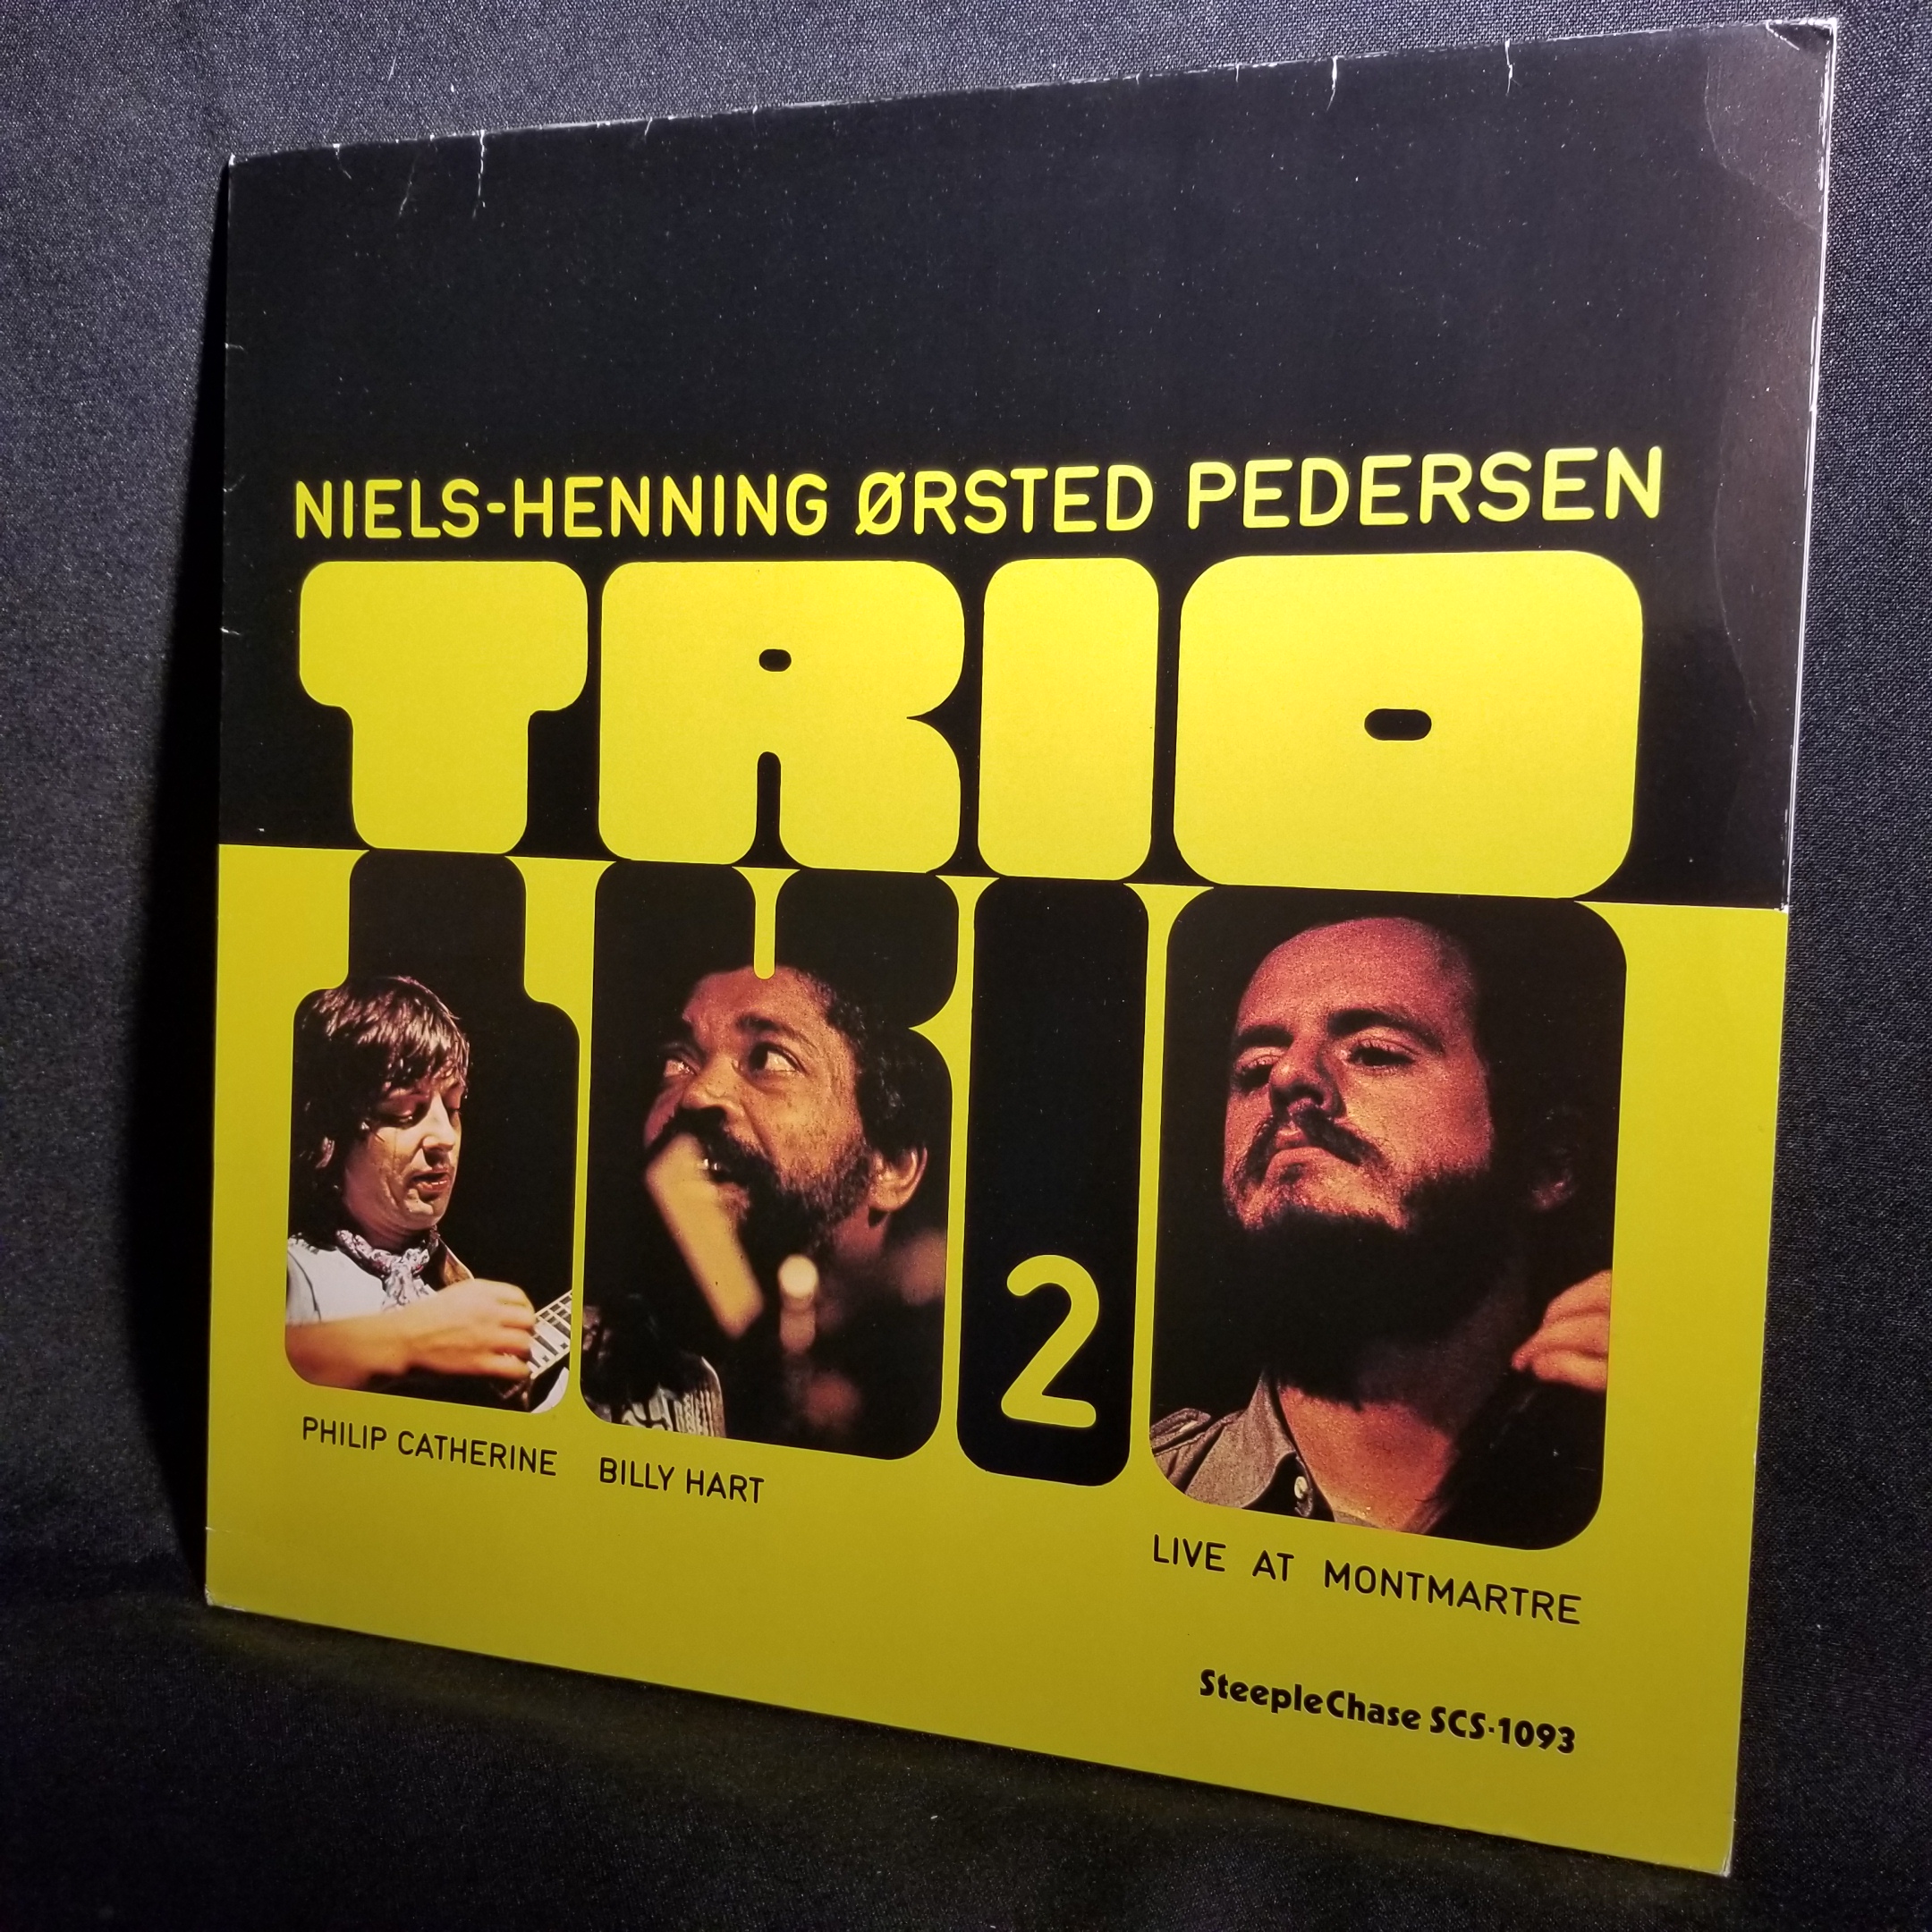 NIELS-HENNING ØRSTED PEDERSEN
TRIO
2
PHILIP CATHERINE BILLY HART
LIVE AT MONTMARTRE
SteepleChase SCS-1093